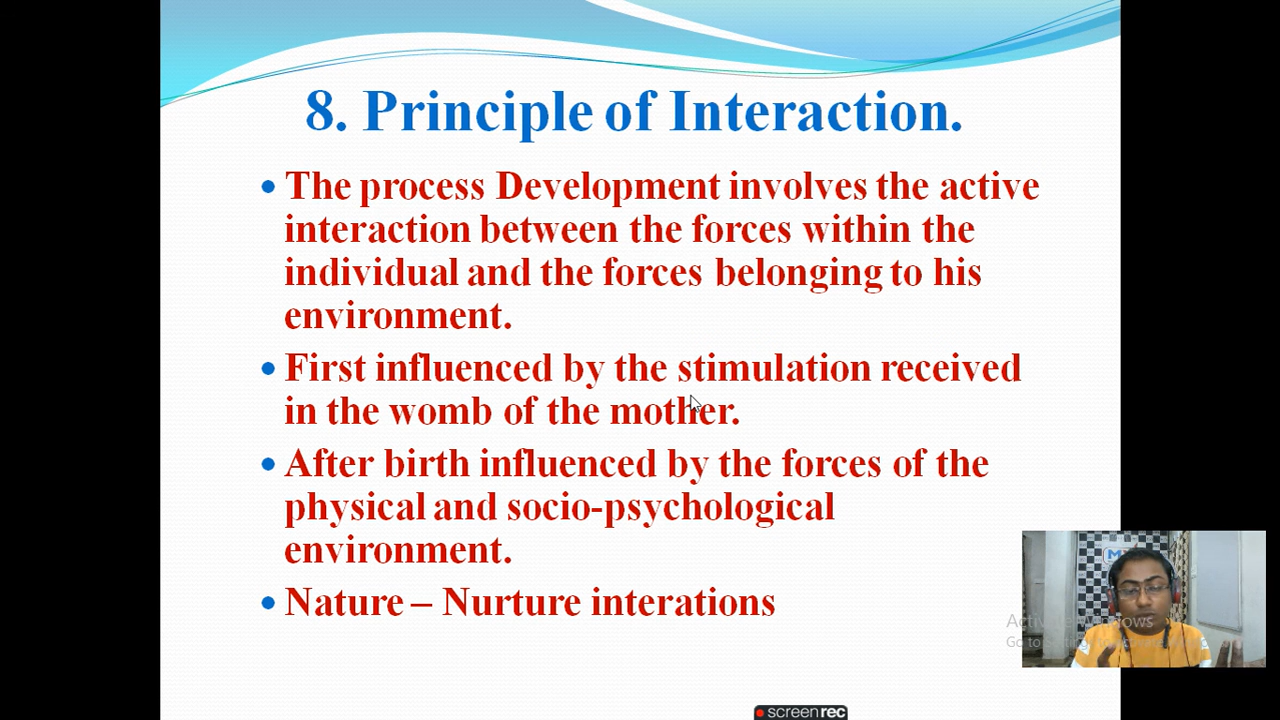 8. Principle of Interaction.
• The process Development involves the active
interaction between the forces within the
individual and the forces belonging to his
environment.
• First influenced by the stimulation received
in the womb of the mother.
• After birth influenced by the forces of the
physical and socio-psychological
environment.
• Nature – Nurture interations
screenrec